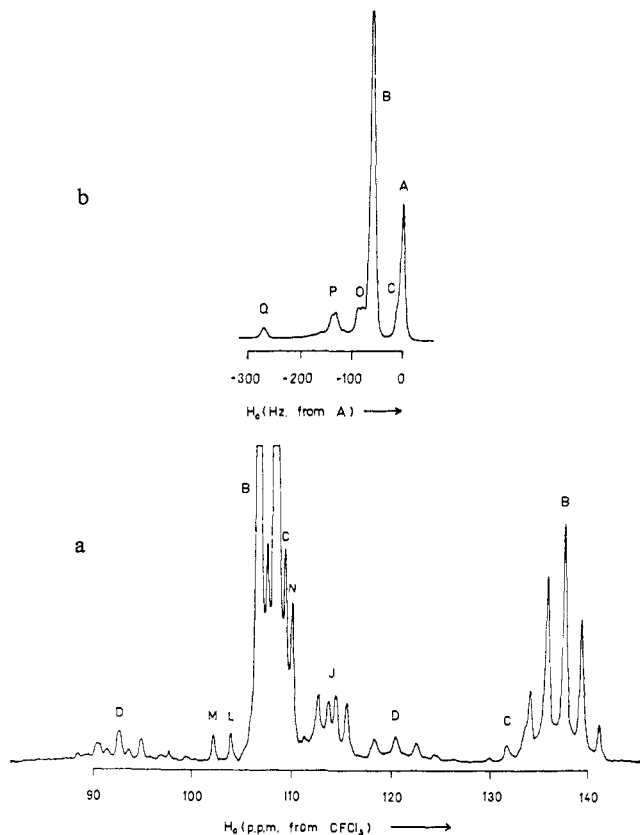 B
A
b
C
O
P
Q
-300 -200 -100 0
H₀ (Hz, from A) →
B
C
N
a
J
D
M
L
D
C
B
90 100 110 120 130 140
H₀ (p.p.m, from CFCl₃) →